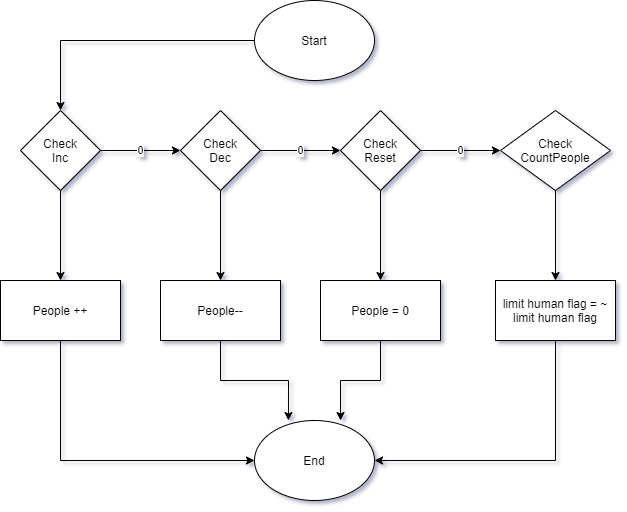 Start
Check
Inc
0
Check
Dec
0
Check
Reset
0
Check
CountPeople
People ++
People--
People = 0
limit human flag = ~
limit human flag
End